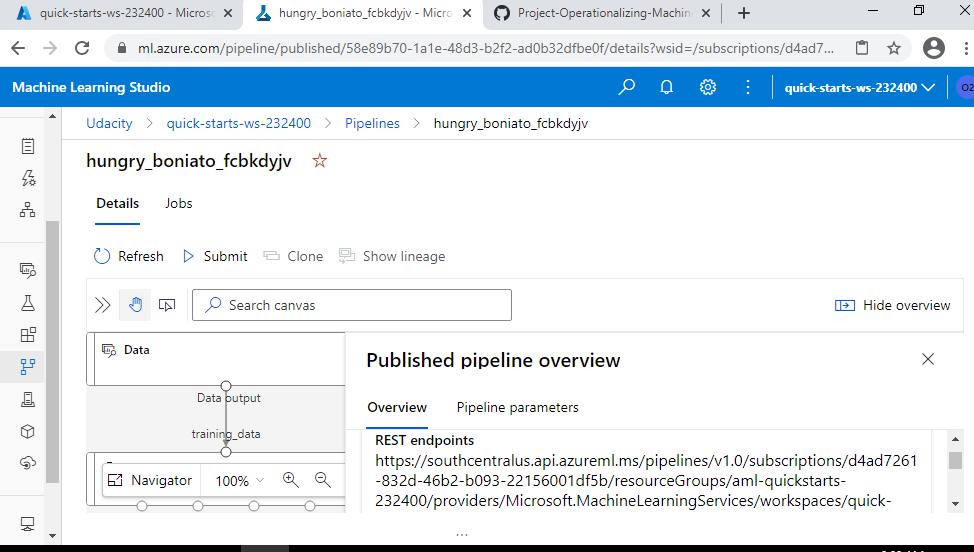 quick-starts-ws-232400 - Microso
hungry_boniato_fcbkdyjv - Micro
Project-Operationalizing-Machin
ml.azure.com/pipeline/published/58e89b70-1a1e-48d3-b2f2-ad0b32dfbe0f/details?wsid=/subscriptions/d4ad7...
Machine Learning Studio
quick-starts-ws-232400
OZ
Udacity > quick-starts-ws-232400 > Pipelines > hungry_boniato_fcbkdyjv
hungry_boniato_fcbkdyjv
Details Jobs
Refresh Submit Clone Show lineage
Search canvas
Hide overview
Data
Data output
training_data
Navigator 100%
Published pipeline overview
Overview Pipeline parameters
REST endpoints
https://southcentralus.api.azureml.ms/pipelines/v1.0/subscriptions/d4ad7261
-832d-46b2-b093-22156001df5b/resourceGroups/aml-quickstarts-
232400/providers/Microsoft.MachineLearningServices/workspaces/quick-
...